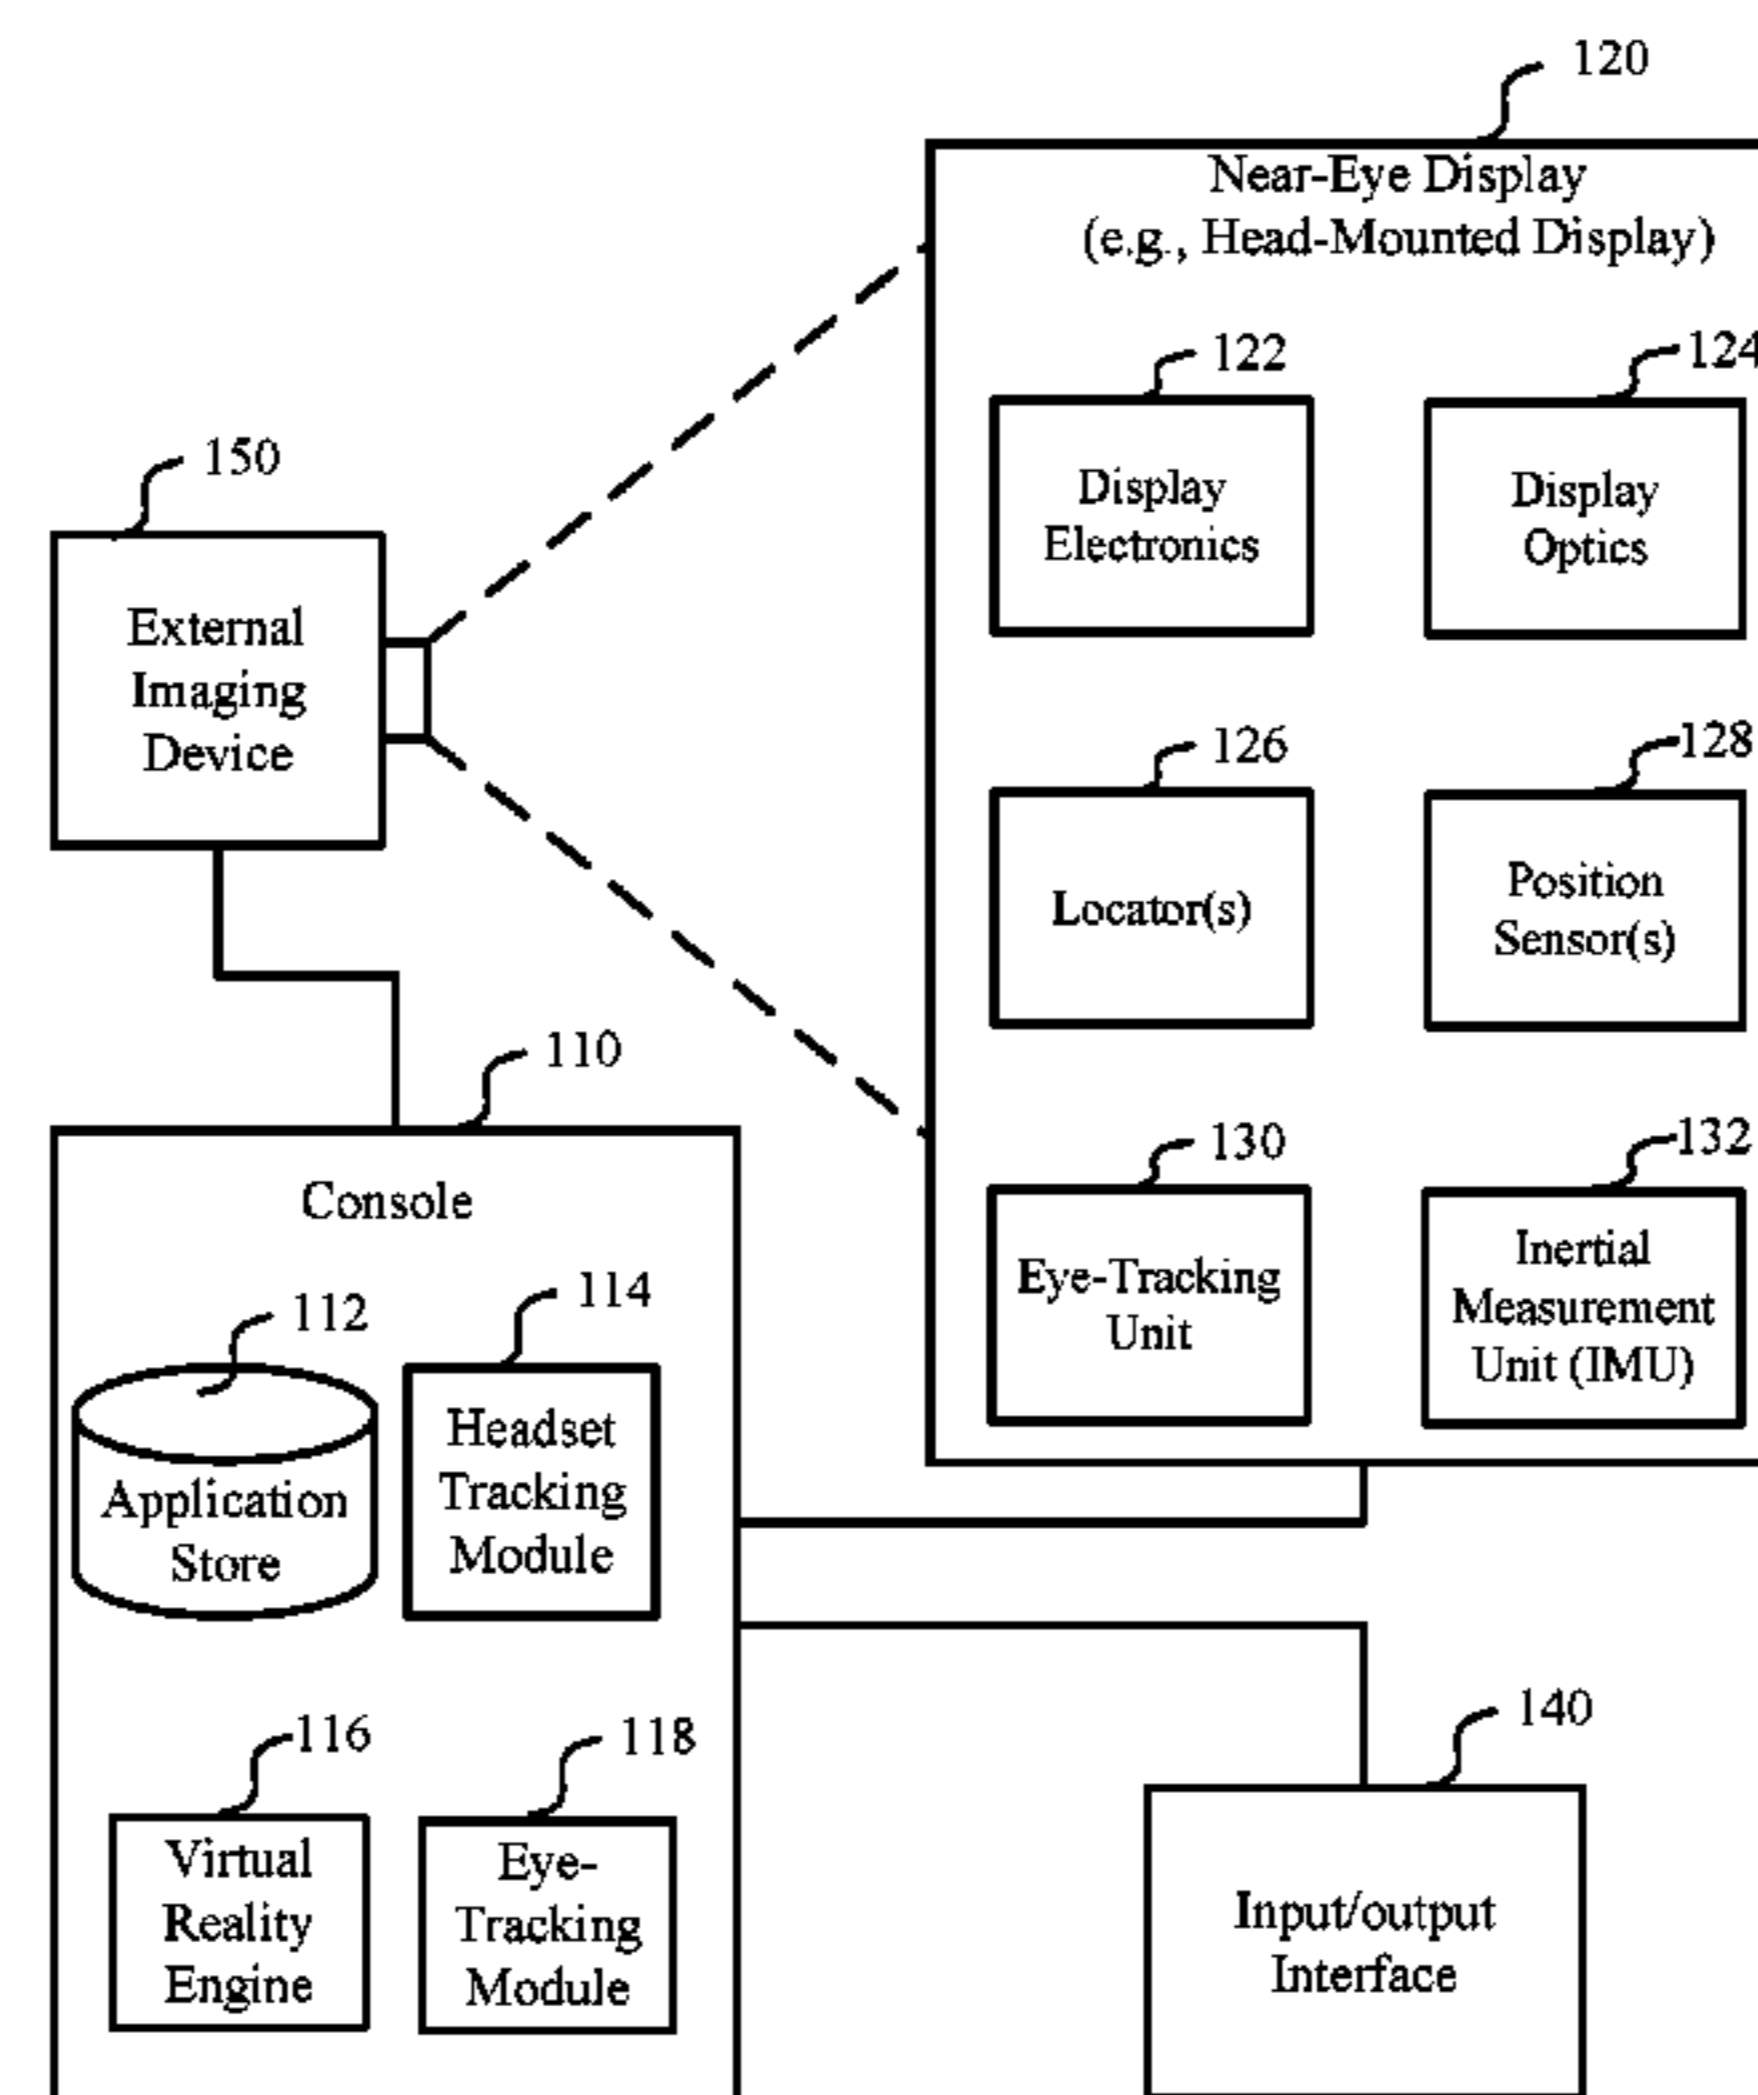 120
Near-Eye Display
(e.g., Head-Mounted Display)
122
124
Display
Electronics
Display
Optics
150
External
Imaging
Device
126
128
Locator(s)
Position
Sensor(s)
110
Console
130
132
Eye-Tracking
Unit
Inertial
Measurement
Unit (IMU)
112
114
Application
Store
Headset
Tracking
Module
116
118
Virtual
Reality
Engine
Eye-
Tracking
Module
140
Input/output
Interface